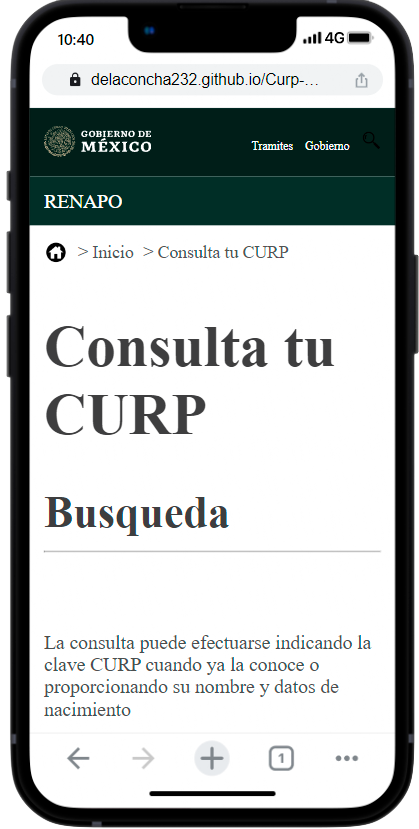 10:40
4G
delaconcha232.github.io/Curp-...
GOBIERNO DE
MÉXICO
Tramites Gobierno
RENAPO
> Inicio > Consulta tu CURP
Consulta tu
CURP
Busqueda
La consulta puede efectuarse indicando la
clave CURP cuando ya la conoce o
proporcionando su nombre y datos de
nacimiento
1